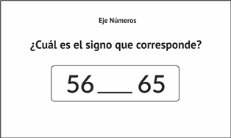 Eje Números
¿Cuál es el signo que corresponde?
56 ___ 65